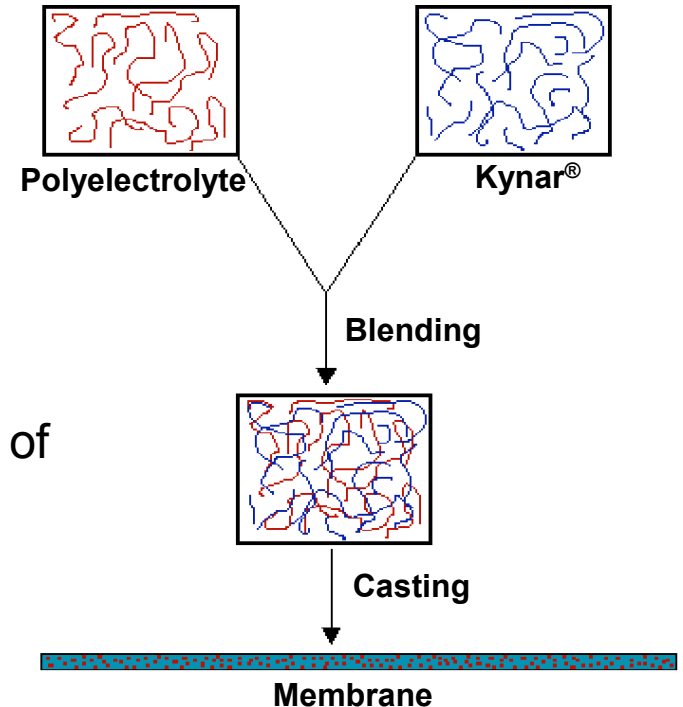 Polyelectrolyte
Kynar®
Blending
of
Casting
Membrane